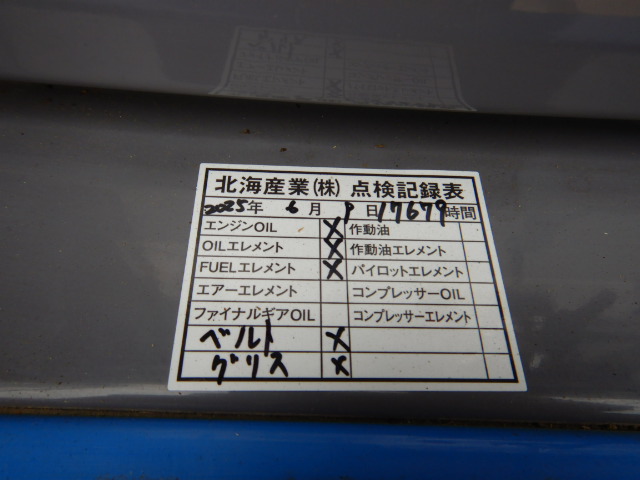 北海産業(株) 点検記録表
2025年 6月 9日 17679時間
エンジンOIL X 作動油
OILエレメント X 作動油エレメント
FUELエレメント X パイロットエレメント
エアーエレメント コンプレッサーOIL
ファイナルギアOIL コンプレッサーエレメント
ベルト X
グリス X